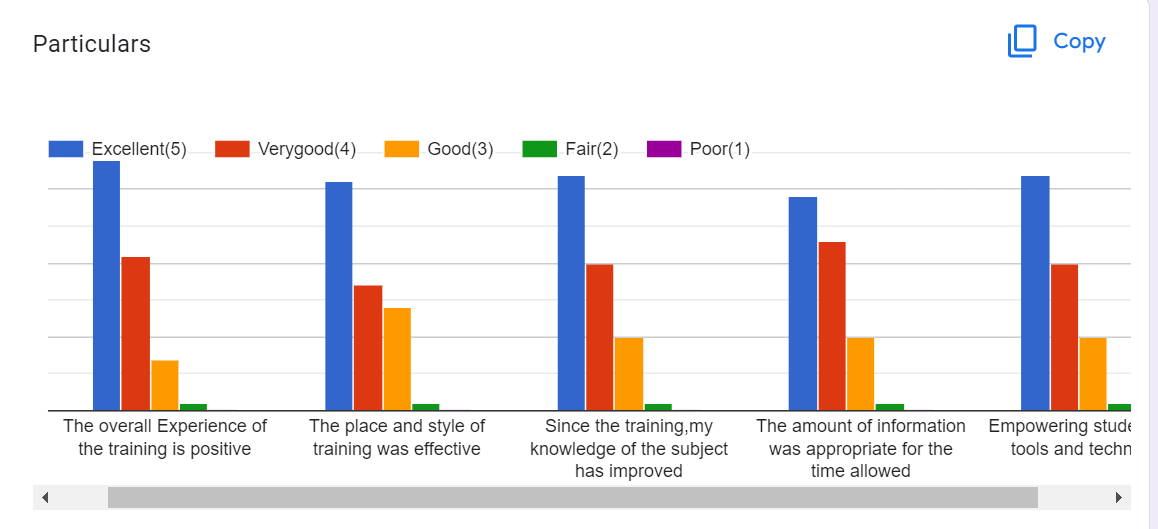 Particulars
Copy
Excellent(5) Verygood(4) Good(3) Fair(2) Poor(1)
The overall Experience of
the training is positive
The place and style of
training was effective
Since the training,my
knowledge of the subject
has improved
The amount of information
was appropriate for the
time allowed
Empowering stude
tools and techn